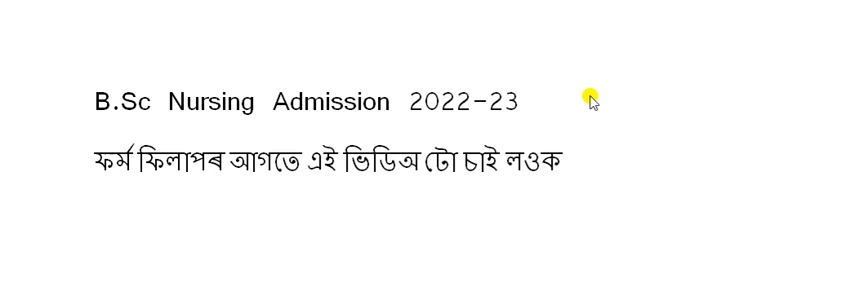 B.Sc Nursing Admission 2022-23
ফৰ্ম ফিলাপৰ আগতে এই ভিডিঅ টো চাই লওক